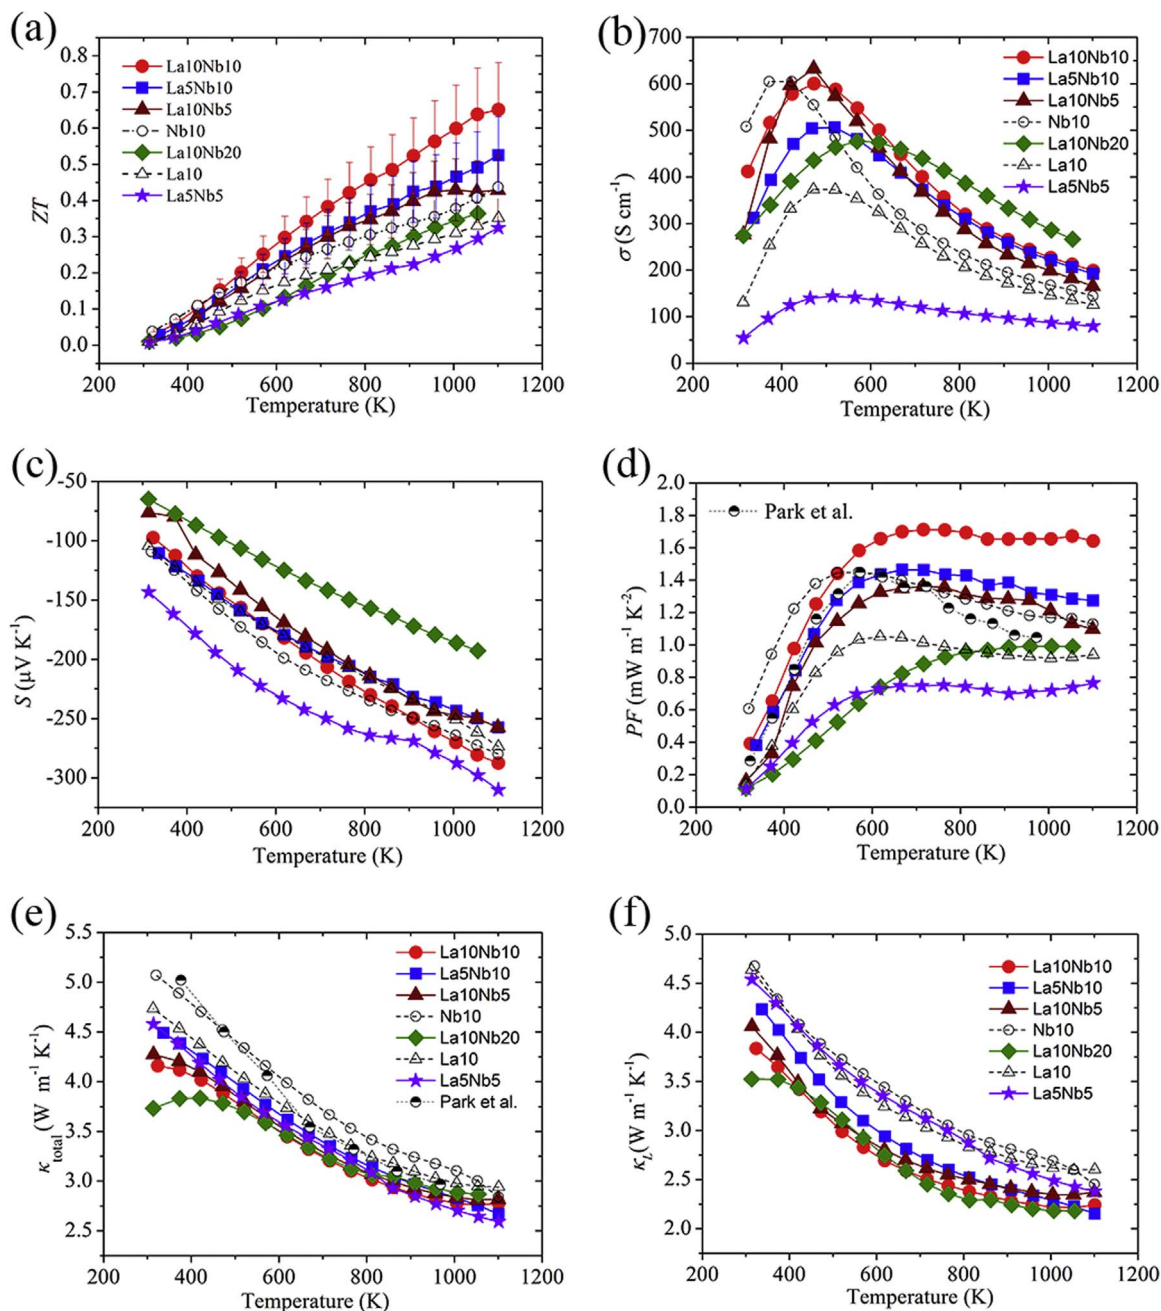 (a)
0.8
0.7
0.6
0.5
0.4
0.3
0.2
0.1
0.0
ZT
La10Nb10
La5Nb10
La10Nb5
Nb10
La10Nb20
La10
La5Nb5
200 400 600 800 1000 1200
Temperature (K)
(b)
700
600
500
400
300
200
100
0
σ (S cm⁻¹)
La10Nb10
La5Nb10
La10Nb5
Nb10
La10Nb20
La10
La5Nb5
200 400 600 800 1000 1200
Temperature (K)
(c)
-50
-100
-150
-200
-250
-300
S (μV K⁻¹)
200 400 600 800 1000 1200
Temperature (K)
(d)
2.0
1.8
1.6
1.4
1.2
1.0
0.8
0.6
0.4
0.2
0.0
PF (mW m⁻¹ K⁻²)
Park et al.
200 400 600 800 1000 1200
Temperature (K)
(e)
5.5
5.0
4.5
4.0
3.5
3.0
2.5
κtotal (W m⁻¹ K⁻¹)
La10Nb10
La5Nb10
La10Nb5
Nb10
La10Nb20
La10
La5Nb5
Park et al.
200 400 600 800 1000 1200
Temperature (K)
(f)
5.0
4.5
4.0
3.5
3.0
2.5
2.0
κL(W m⁻¹ K⁻¹)
La10Nb10
La5Nb10
La10Nb5
Nb10
La10Nb20
La10
La5Nb5
200 400 600 800 1000 1200
Temperature (K)